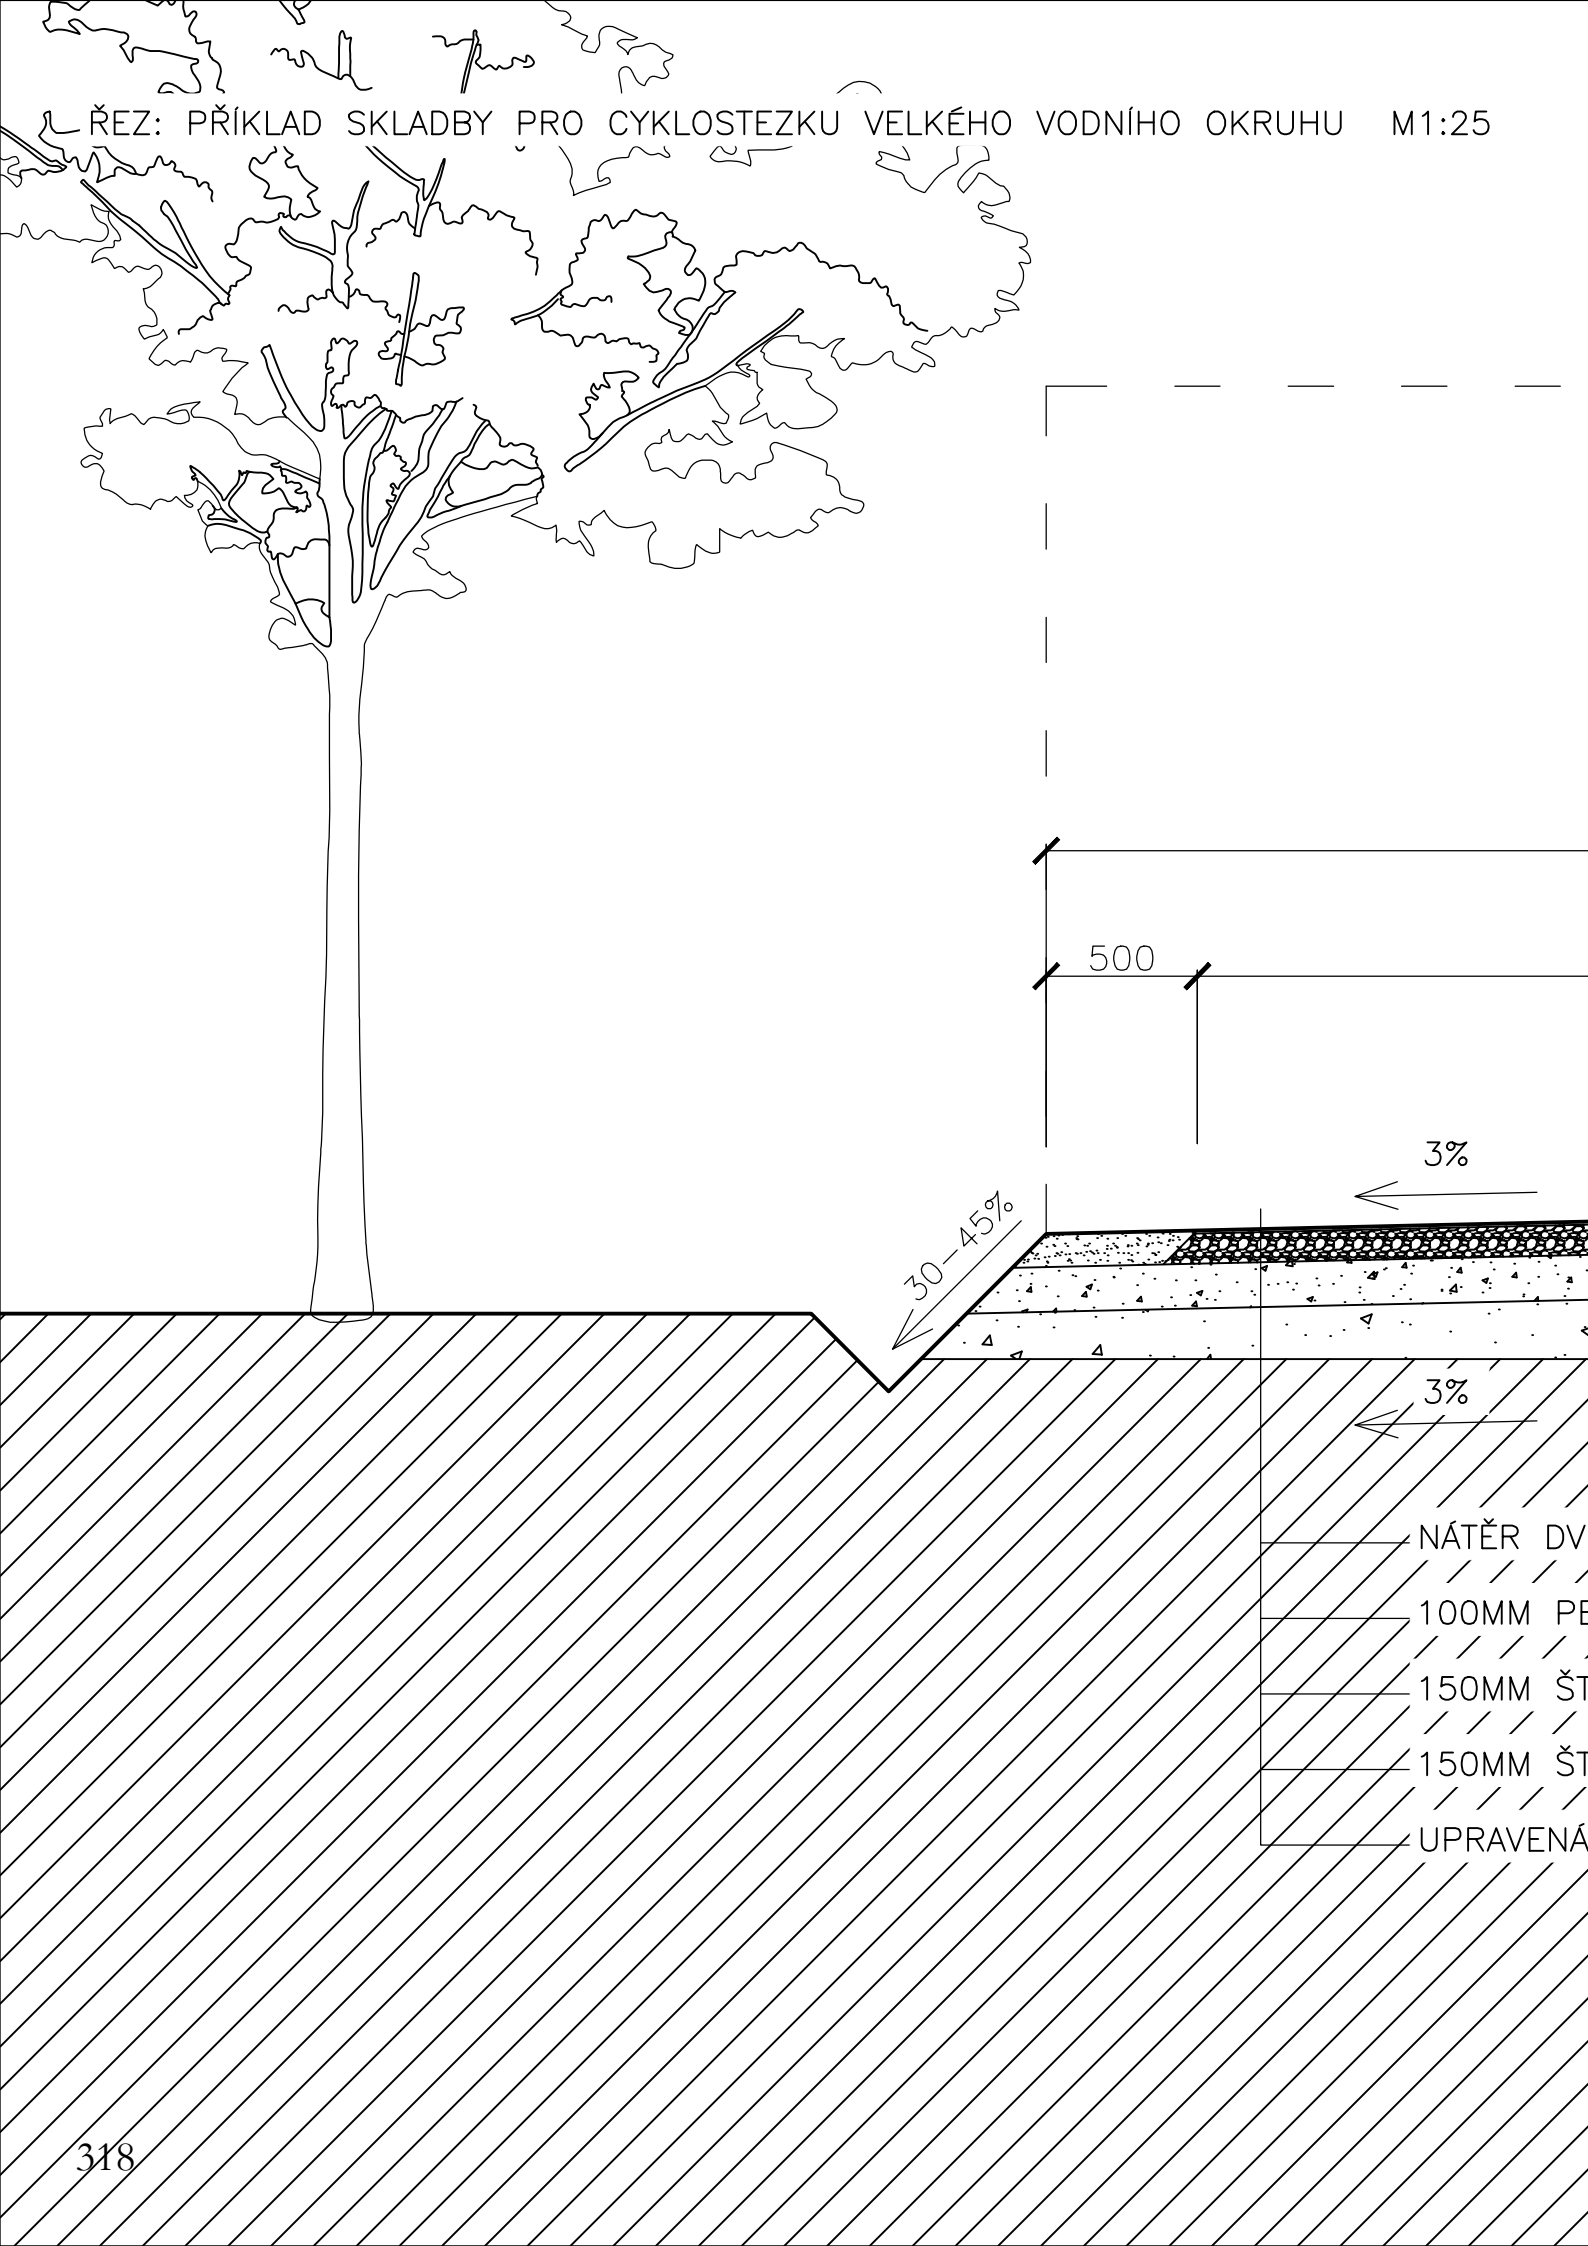 ŘEZ: PŘÍKLAD SKLADBY PRO CYKLOSTEZKU VELKÉHO VODNÍHO OKRUHU M1:25
500
3%
30-45%
3%
NÁTĚR DV
100MM PE
150MM ŠT
150MM ŠT
UPRAVENÁ
318